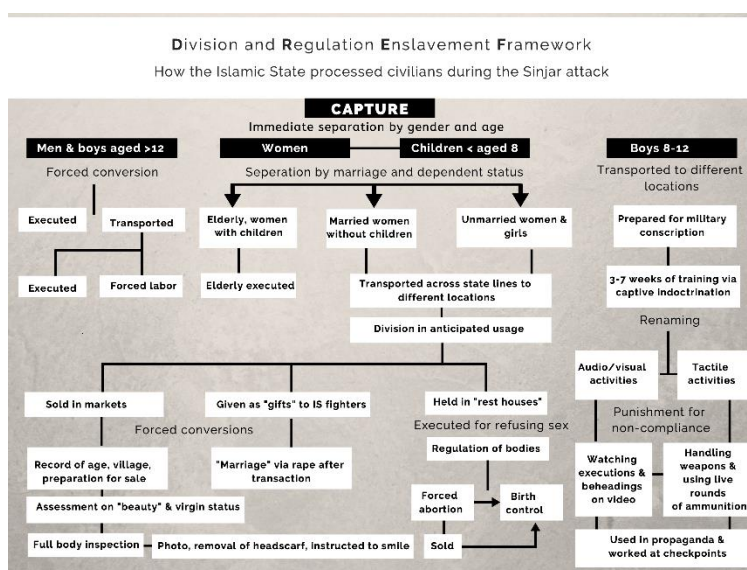 Division and Regulation Enslavement Framework
How the Islamic State processed civilians during the Sinjar attack
CAPTURE
Immediate separation by gender and age
Men & boys aged >12
Women
Children < aged 8
Boys 8-12
Forced conversion
Seperation by marriage and dependent status
Transported to different
locations
Executed
Transported
Elderly, women
with children
Married women
without children
Unmarried women &
girls
Prepared for military
conscription
Executed
Forced labor
Elderly executed
Transported across state lines to
different locations
3-7 weeks of training via
captive indoctrination
Division in anticipated usage
Renaming
Audio/visual
activities
Tactile
activities
Sold in markets
Given as "gifts" to IS fighters
Held in "rest houses"
Forced conversions
Executed for refusing sex
Punishment for
non-compliance
Record of age, village,
preparation for sale
"Marriage" via rape after
transaction
Regulation of bodies
Watching
executions &
beheadings
on video
Handling
weapons &
using live
rounds
of ammunition
Assessment on "beauty" & virgin status
Forced
abortion
Birth
control
Full body inspection
Photo, removal of headscarf, instructed to smile
Sold
Used in propaganda &
worked at checkpoints